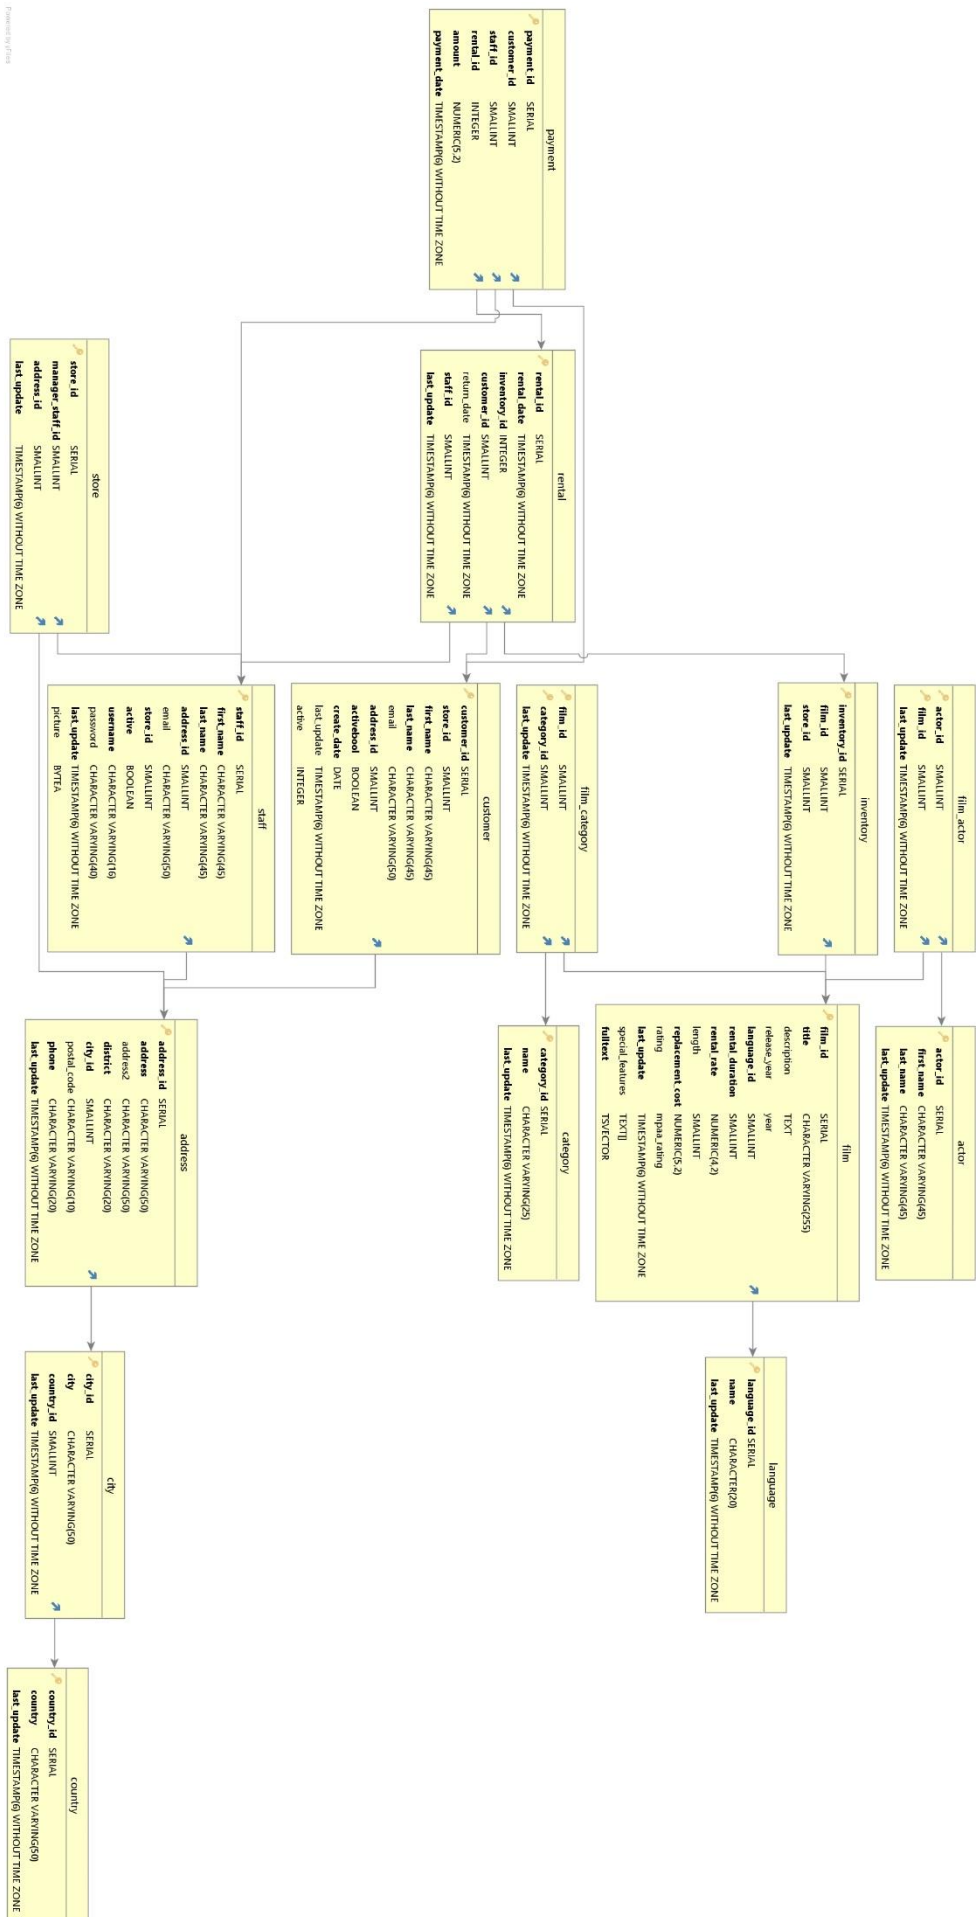 payment
payment_id SERIAL
customer_id SMALLINT
staff_id SMALLINT
rental_id INTEGER
amount NUMERIC(5,2)
payment_date TIMESTAMP(6) WITHOUT TIME ZONE
rental
rental_id SERIAL
rental_date TIMESTAMP(6) WITHOUT TIME ZONE
inventory_id INTEGER
customer_id SMALLINT
return_date TIMESTAMP(6) WITHOUT TIME ZONE
staff_id SMALLINT
last_update TIMESTAMP(6) WITHOUT TIME ZONE
store
store_id SERIAL
manager_staff_id SMALLINT
address_id SMALLINT
last_update TIMESTAMP(6) WITHOUT TIME ZONE
film_actor
actor_id SMALLINT
film_id SMALLINT
last_update TIMESTAMP(6) WITHOUT TIME ZONE
inventory
inventory_id SERIAL
film_id SMALLINT
store_id SMALLINT
last_update TIMESTAMP(6) WITHOUT TIME ZONE
film_category
film_id SMALLINT
category_id SMALLINT
last_update TIMESTAMP(6) WITHOUT TIME ZONE
customer
customer_id SERIAL
store_id SMALLINT
first_name CHARACTER VARYING(45)
last_name CHARACTER VARYING(45)
email CHARACTER VARYING(50)
address_id SMALLINT
activebool BOOLEAN
create_date DATE
last_update TIMESTAMP(6) WITHOUT TIME ZONE
active INTEGER
staff
staff_id SERIAL
first_name CHARACTER VARYING(45)
last_name CHARACTER VARYING(45)
address_id SMALLINT
email CHARACTER VARYING(50)
store_id SMALLINT
active BOOLEAN
username CHARACTER VARYING(16)
password CHARACTER VARYING(40)
last_update TIMESTAMP(6) WITHOUT TIME ZONE
picture BYTEA
actor
actor_id SERIAL
first_name CHARACTER VARYING(45)
last_name CHARACTER VARYING(45)
last_update TIMESTAMP(6) WITHOUT TIME ZONE
film
film_id SERIAL
title CHARACTER VARYING(255)
description TEXT
release_year year
language_id SMALLINT
rental_duration SMALLINT
rental_rate NUMERIC(4,2)
length SMALLINT
replacement_cost NUMERIC(5,2)
rating mpaa_rating
last_update TIMESTAMP(6) WITHOUT TIME ZONE
special_features TEXT[]
fulltext TSVECTOR
category
category_id SERIAL
name CHARACTER VARYING(25)
last_update TIMESTAMP(6) WITHOUT TIME ZONE
address
address_id SERIAL
address CHARACTER VARYING(50)
address2 CHARACTER VARYING(50)
district CHARACTER VARYING(20)
city_id SMALLINT
postal_code CHARACTER VARYING(10)
phone CHARACTER VARYING(20)
last_update TIMESTAMP(6) WITHOUT TIME ZONE
language
language_id SERIAL
name CHARACTER(20)
last_update TIMESTAMP(6) WITHOUT TIME ZONE
city
city_id SERIAL
city CHARACTER VARYING(50)
country_id SMALLINT
last_update TIMESTAMP(6) WITHOUT TIME ZONE
country
country_id SERIAL
country CHARACTER VARYING(50)
last_update TIMESTAMP(6) WITHOUT TIME ZONE
Powered by yFiles